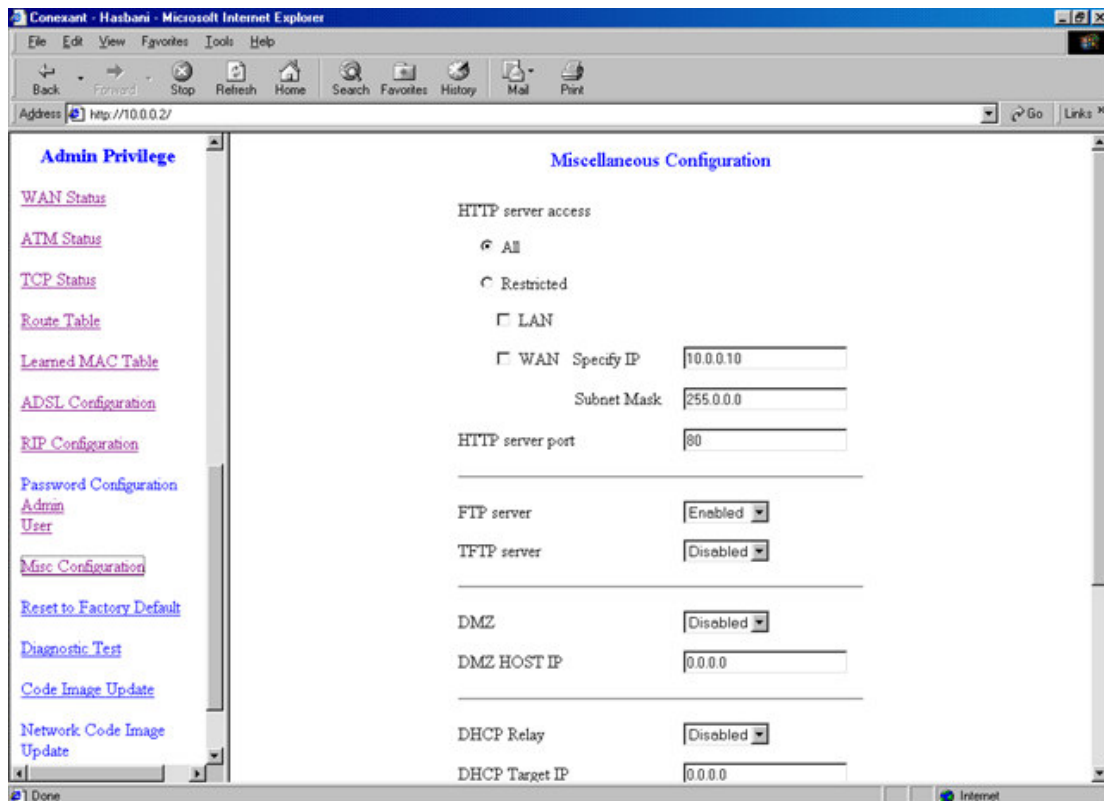 Conexant - Hasbani - Microsoft Internet Explorer
File Edit View Favorites Tools Help
Back Forward Stop Refresh Home Search Favorites History Mail Print
Address http://10.0.0.2/ Go Links »
Admin Privilege
WAN Status
ATM Status
TCP Status
Route Table
Learned MAC Table
ADSL Configuration
RIP Configuration
Password Configuration
Admin
User
Misc Configuration
Reset to Factory Default
Diagnostic Test
Code Image Update
Network Code Image
Update
Miscellaneous Configuration
HTTP server access
All
Restricted
LAN
WAN Specify IP 10.0.0.10
Subnet Mask 255.0.0.0
HTTP server port 80
FTP server Enabled
TFTP server Disabled
DMZ Disabled
DMZ HOST IP 0.0.0.0
DHCP Relay Disabled
DHCP Target IP 0.0.0.0
Done Internet